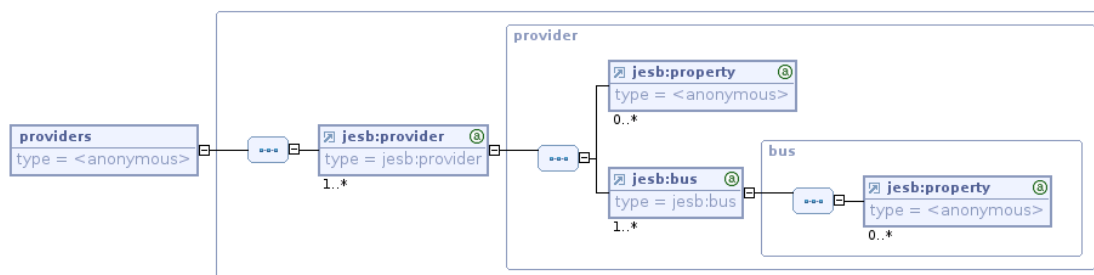 provider
jesb:property a
type = <anonymous>
0..*
providers
type = <anonymous>
jesb:provider a
type = jesb:provider
1..*
bus
jesb:bus a
type = jesb:bus
1..*
jesb:property a
type = <anonymous>
0..*